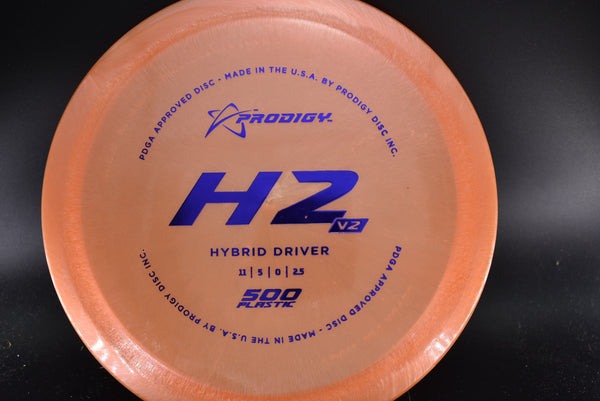 PDGA APPROVED DISC - MADE IN THE U.S.A. BY PRODIGY DISC INC.
PRODIGY
H2 V2
HYBRID DRIVER
11 | 5 | 0 | 2.5
500
PLASTIC
PDGA APPROVED DISC - MADE IN THE U.S.A. BY PRODIGY DISC INC.